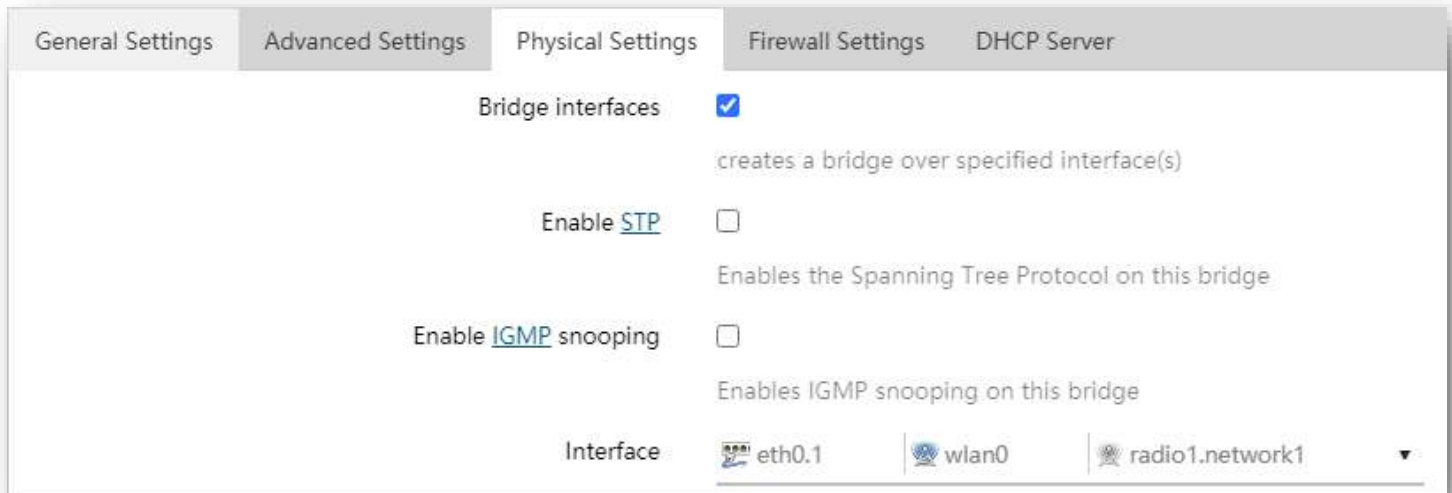 General Settings Advanced Settings Physical Settings Firewall Settings DHCP Server
Bridge interfaces
creates a bridge over specified interface(s)
Enable STP
Enables the Spanning Tree Protocol on this bridge
Enable IGMP snooping
Enables IGMP snooping on this bridge
Interface eth0.1 wlan0 radio1.network1